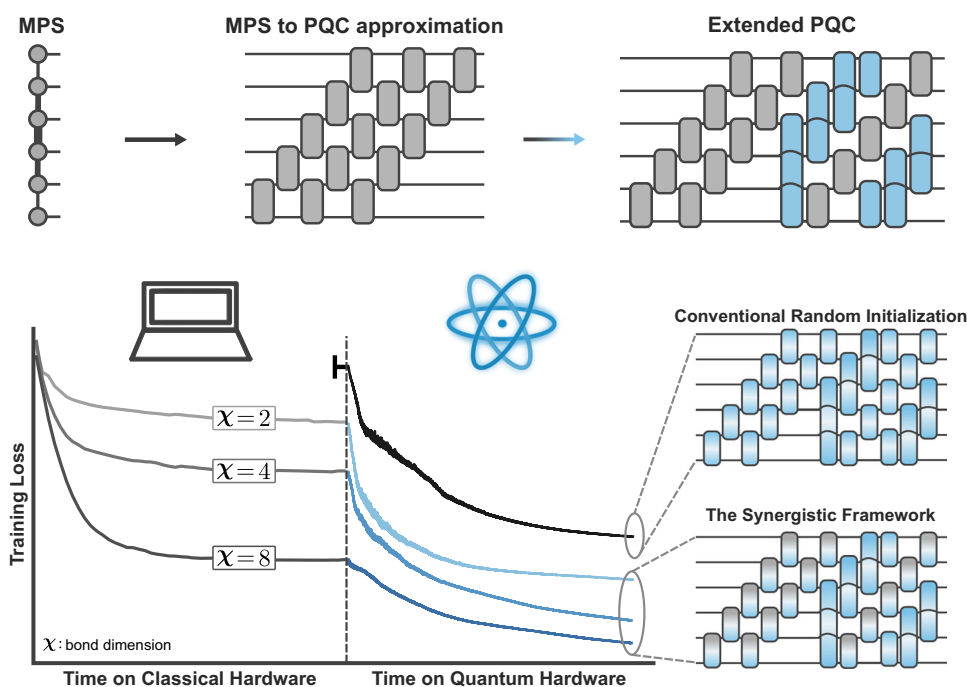 MPS
MPS to PQC approximation
Extended PQC
Conventional Random Initialization
χ = 2
χ = 4
χ = 8
The Synergistic Framework
Training Loss
χ: bond dimension
Time on Classical Hardware
Time on Quantum Hardware